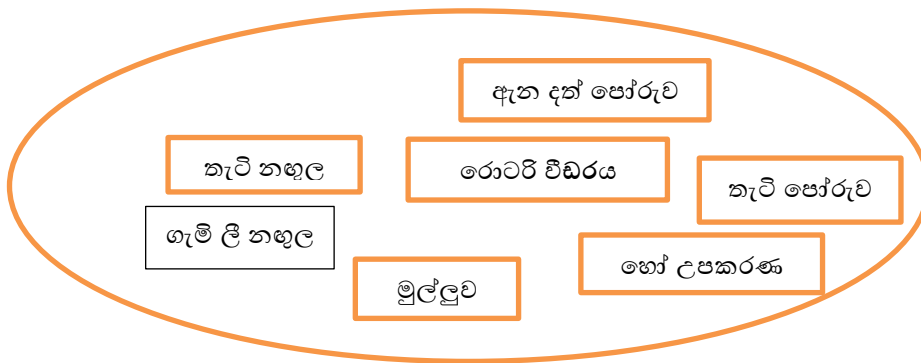 ඇන දත් පෝරුව
තැටි නඟුල
රොටරි වීඩරය
තැටි පෝරුව
ගැමි ලී නඟුල
හෝ උපකරණ
මුල්ලුව